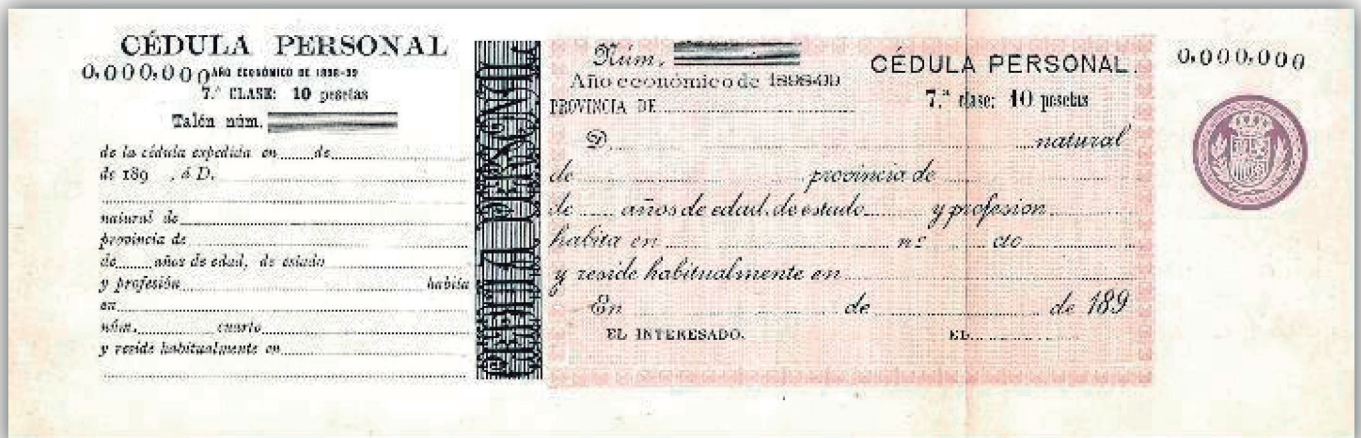 CÉDULA PERSONAL
0,000,000 AÑO ECONÓMICO DE 1898-99
7.ª CLASE: 10 pesetas
Talón núm.
de la cédula expedida en de
de 189 , á D.
natural de
provincia de
de años de edad, de estado
y profesión habita
en
núm. cuarto
y reside habitualmente en
CÉDULA PERSONAL
Núm.
Año económico de 1898-99
PROVINCIA DE
CÉDULA PERSONAL.
7.ª clase: 10 pesetas
D. natural
de provincia de
de años de edad, de estado y profesion
habita en nº cto
y reside habitualmente en
En de de 189
EL INTERESADO. EL
0,000,000